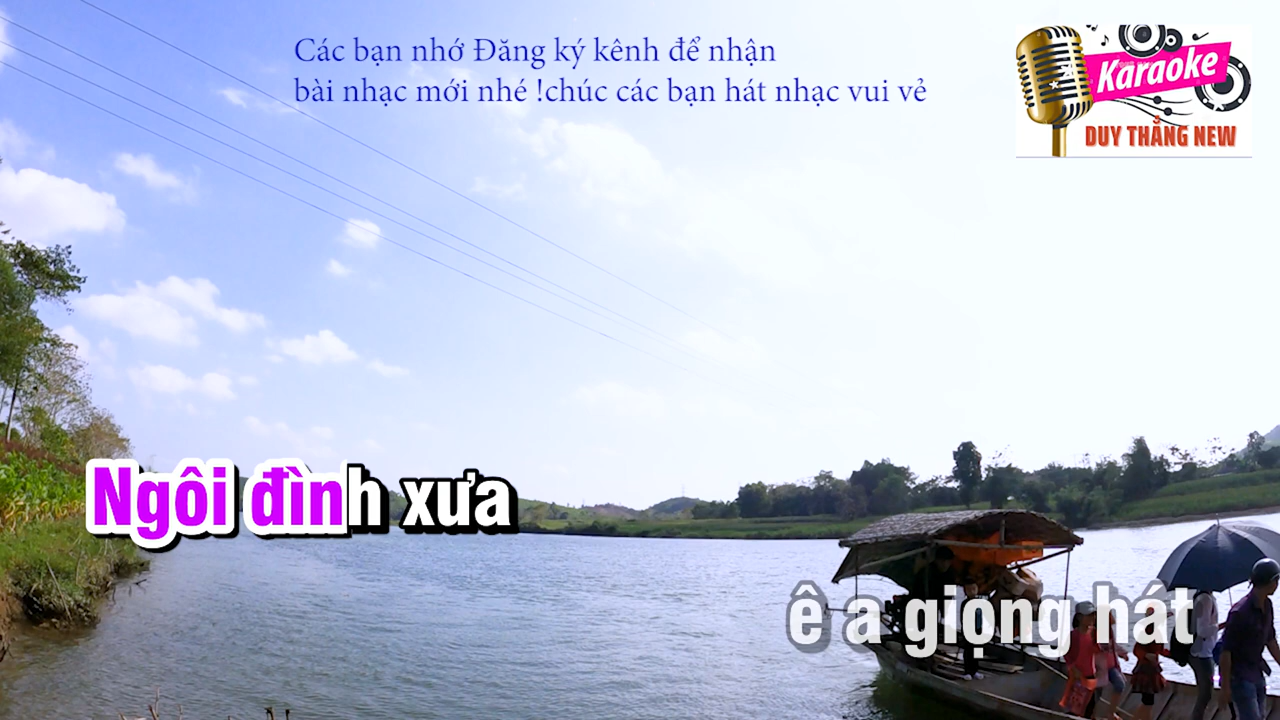 Các bạn nhớ Đăng ký kênh để nhận
bài nhạc mới nhé !chúc các bạn hát nhạc vui vẻ
Karaoke
DUY THẮNG NEW
Ngôi đình xưa
ê a giọng hát